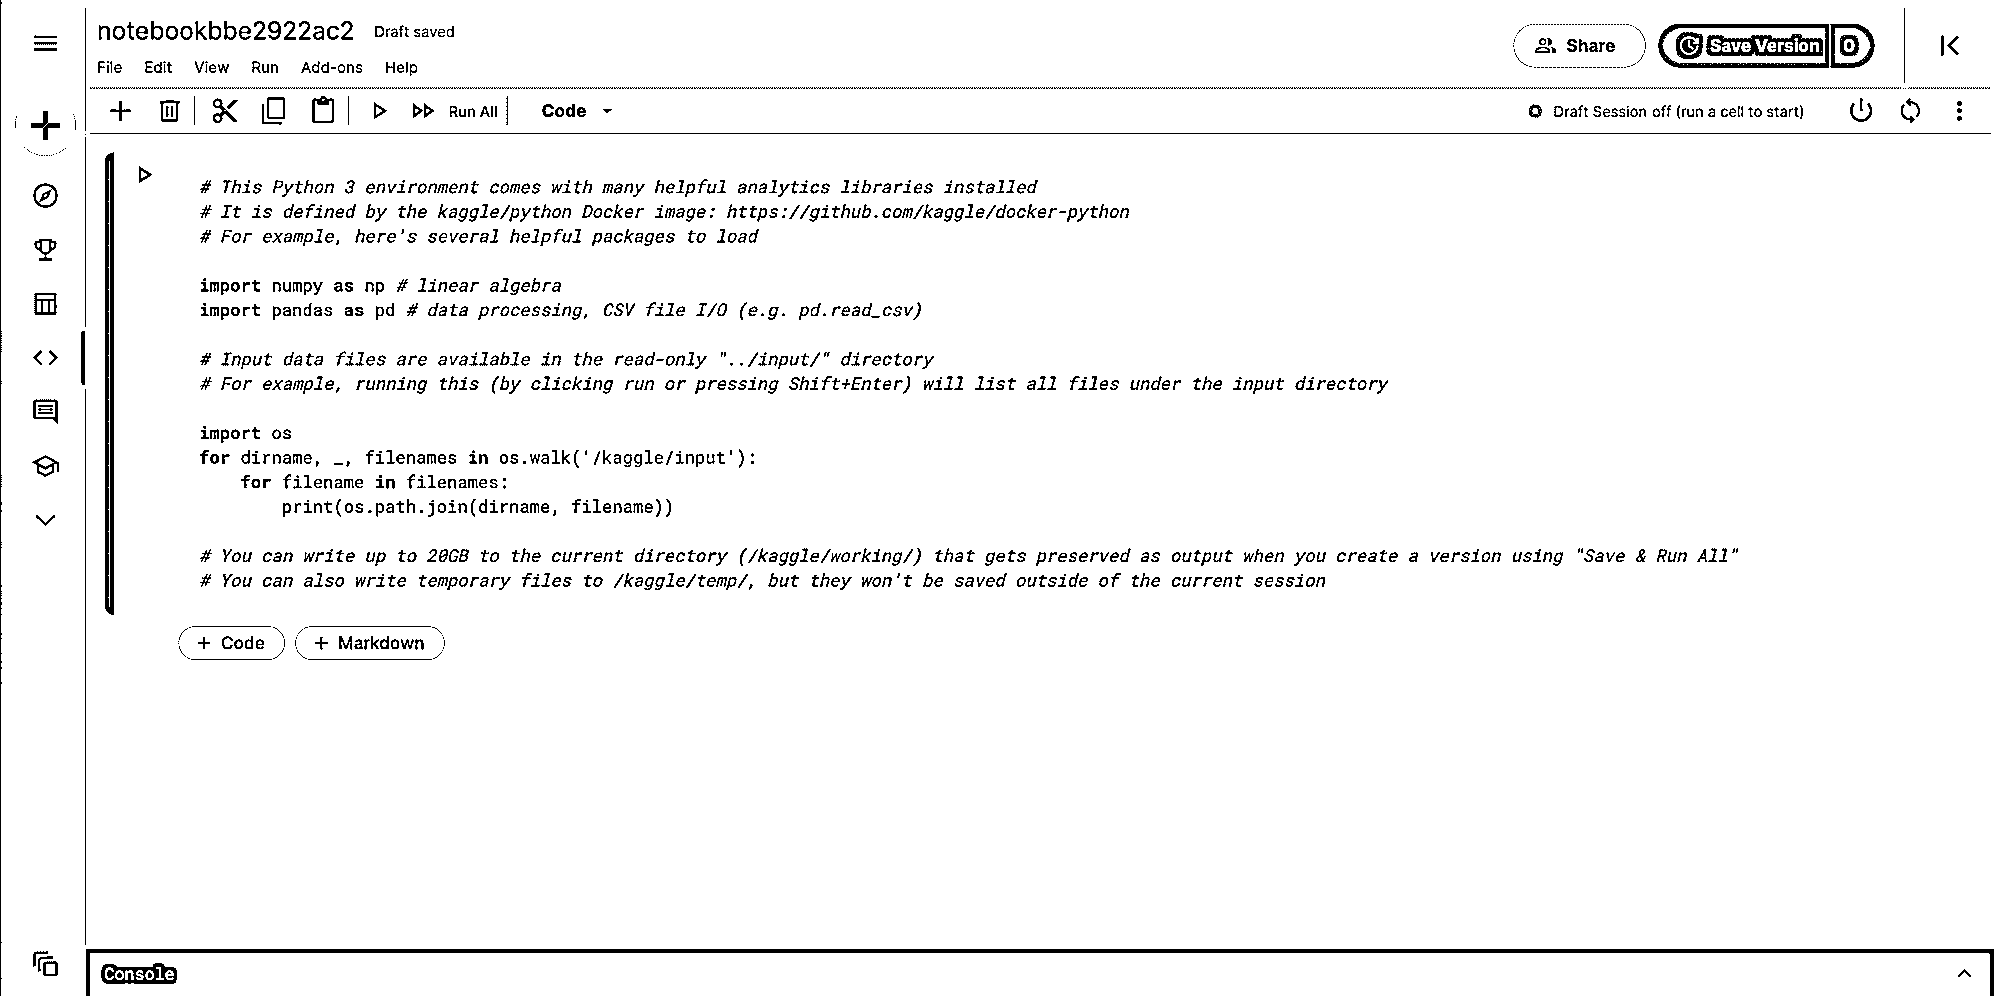 notebookbbe2922ac2 Draft saved
File Edit View Run Add-ons Help
Share
Save Version 0
Run All Code
Draft Session off (run a cell to start)
# This Python 3 environment comes with many helpful analytics libraries installed
# It is defined by the kaggle/python Docker image: https://github.com/kaggle/docker-python
# For example, here's several helpful packages to load
import numpy as np # linear algebra
import pandas as pd # data processing, CSV file I/O (e.g. pd.read_csv)
# Input data files are available in the read-only "../input/" directory
# For example, running this (by clicking run or pressing Shift+Enter) will list all files under the input directory
import os
for dirname, _, filenames in os.walk('/kaggle/input'):
    for filename in filenames:
        print(os.path.join(dirname, filename))
# You can write up to 20GB to the current directory (/kaggle/working/) that gets preserved as output when you create a version using "Save & Run All"
# You can also write temporary files to /kaggle/temp/, but they won't be saved outside of the current session
+ Code + Markdown
Console